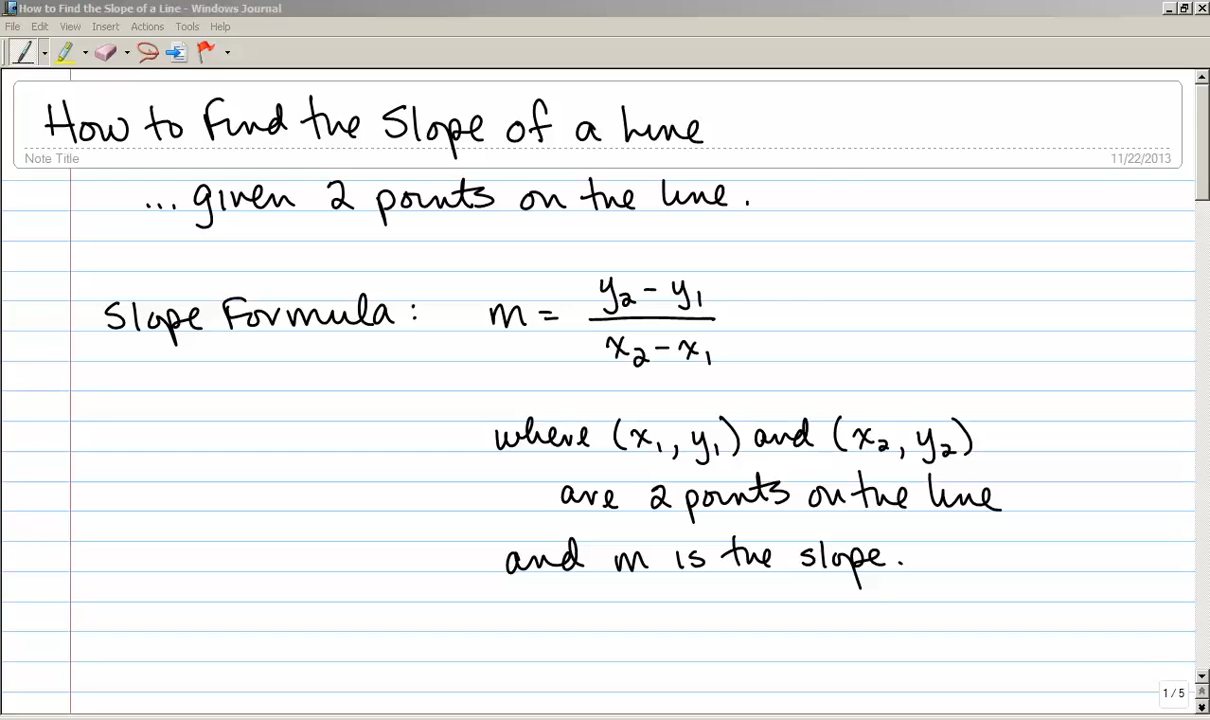 How to Find the Slope of a Line - Windows Journal
File Edit View Insert Actions Tools Help
How to Find the Slope of a Line
Note Title 11/22/2013
... given 2 points on the line.
Slope Formula: m = (y₂ - y₁) / (x₂ - x₁)
where (x₁, y₁) and (x₂, y₂)
are 2 points on the line
and m is the slope.
1 / 5